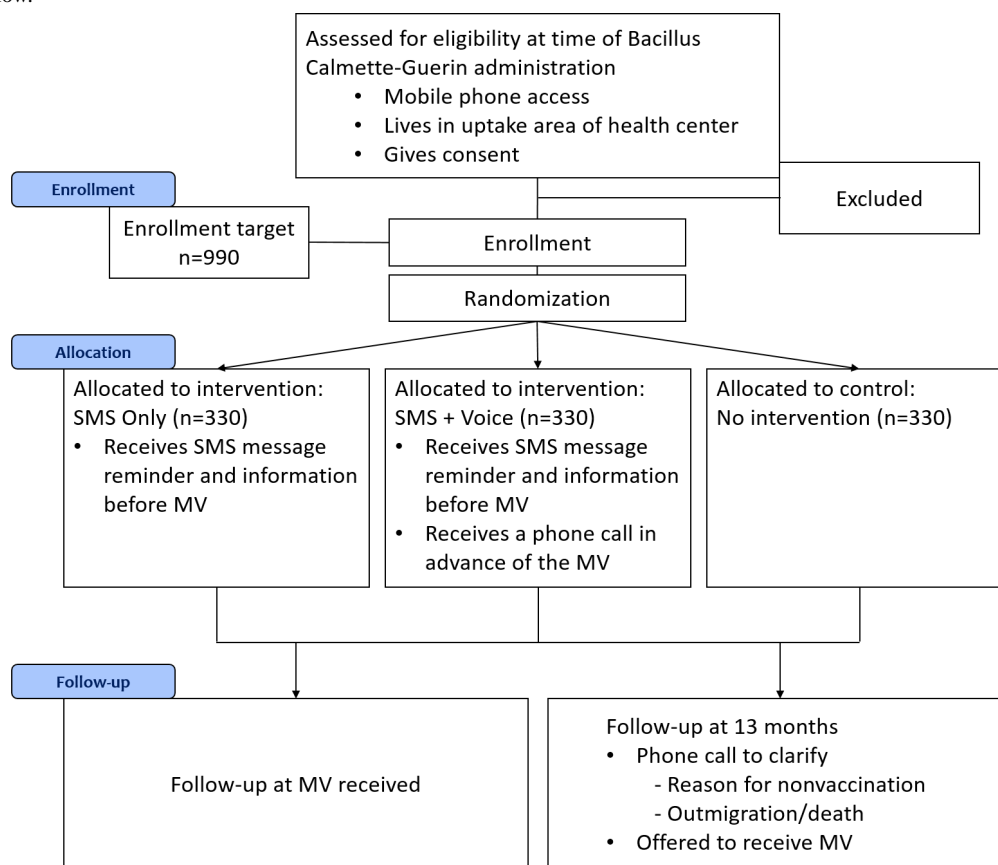 Assessed for eligibility at time of Bacillus
Calmette-Guerin administration
• Mobile phone access
• Lives in uptake area of health center
• Gives consent
Enrollment
Excluded
Enrollment target
n=990
Enrollment
Randomization
Allocation
Allocated to intervention:
SMS Only (n=330)
• Receives SMS message
reminder and information
before MV
Allocated to intervention:
SMS + Voice (n=330)
• Receives SMS message
reminder and information
before MV
• Receives a phone call in
advance of the MV
Allocated to control:
No intervention (n=330)
Follow-up
Follow-up at MV received
Follow-up at 13 months
• Phone call to clarify
- Reason for nonvaccination
- Outmigration/death
• Offered to receive MV